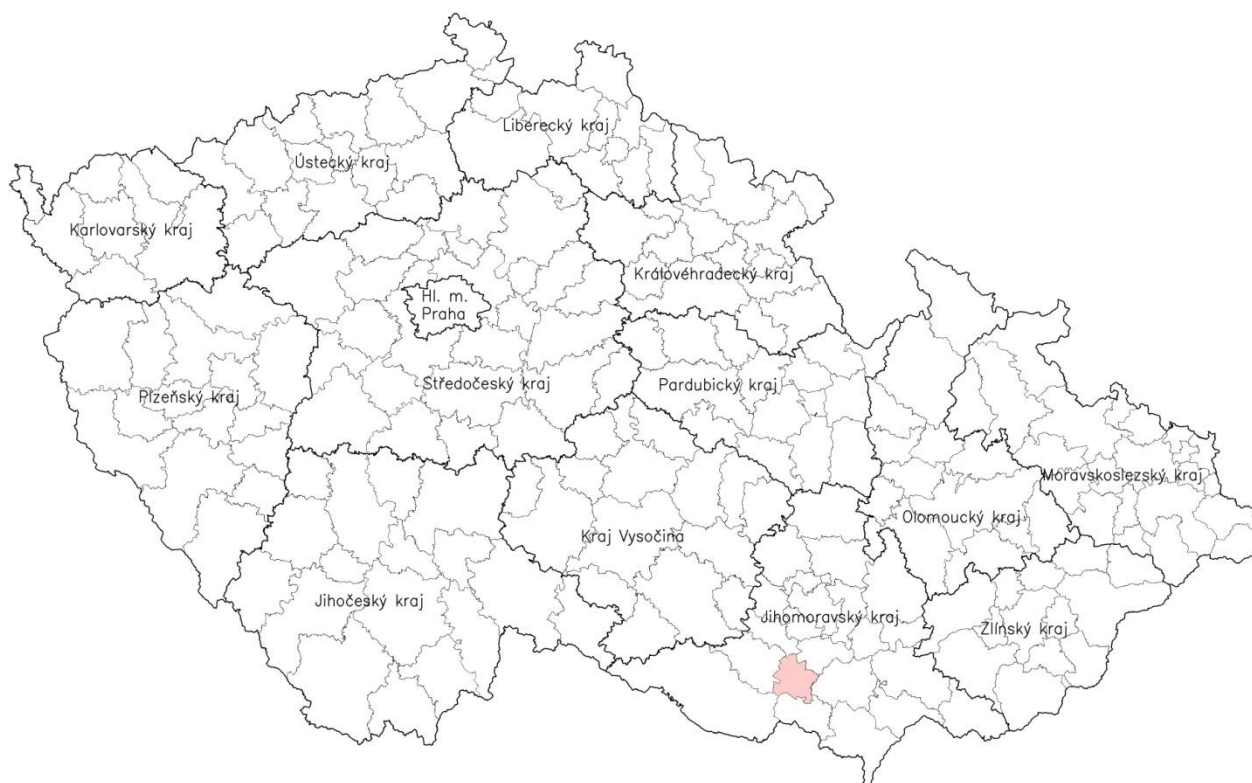 Liberecký kraj
Ústecký kraj
Karlovarský kraj
Královéhradecký kraj
Hl. m.
Praha
Středočeský kraj
Pardubický kraj
Plzeňský kraj
Moravskoslezský kraj
Olomoucký kraj
Kraj Vysočina
Jihočeský kraj
Jihomoravský kraj
Zlínský kraj